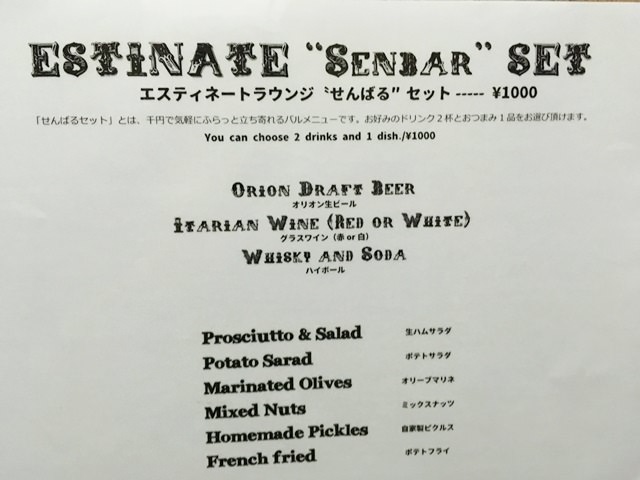 ESTINATE “SENBAR” SET
エスティネートラウンジ〝せんばる” セット ----- ¥1000
「せんばるセット」とは、千円で気軽にふらっと立ち寄れるバルメニューです。お好みのドリンク２杯とおつまみ１品をお選び頂けます。
You can choose 2 drinks and 1 dish./¥1000
ORION DRAFT BEER
オリオン生ビール
ITARIAN WINE (RED OR WHITE)
グラスワイン（赤 or 白）
WHISKY AND SODA
ハイボール
Prosciutto & Salad 生ハムサラダ
Potato Sarad ポテトサラダ
Marinated Olives オリーブマリネ
Mixed Nuts ミックスナッツ
Homemade Pickles 自家製ピクルス
French fried ポテトフライ